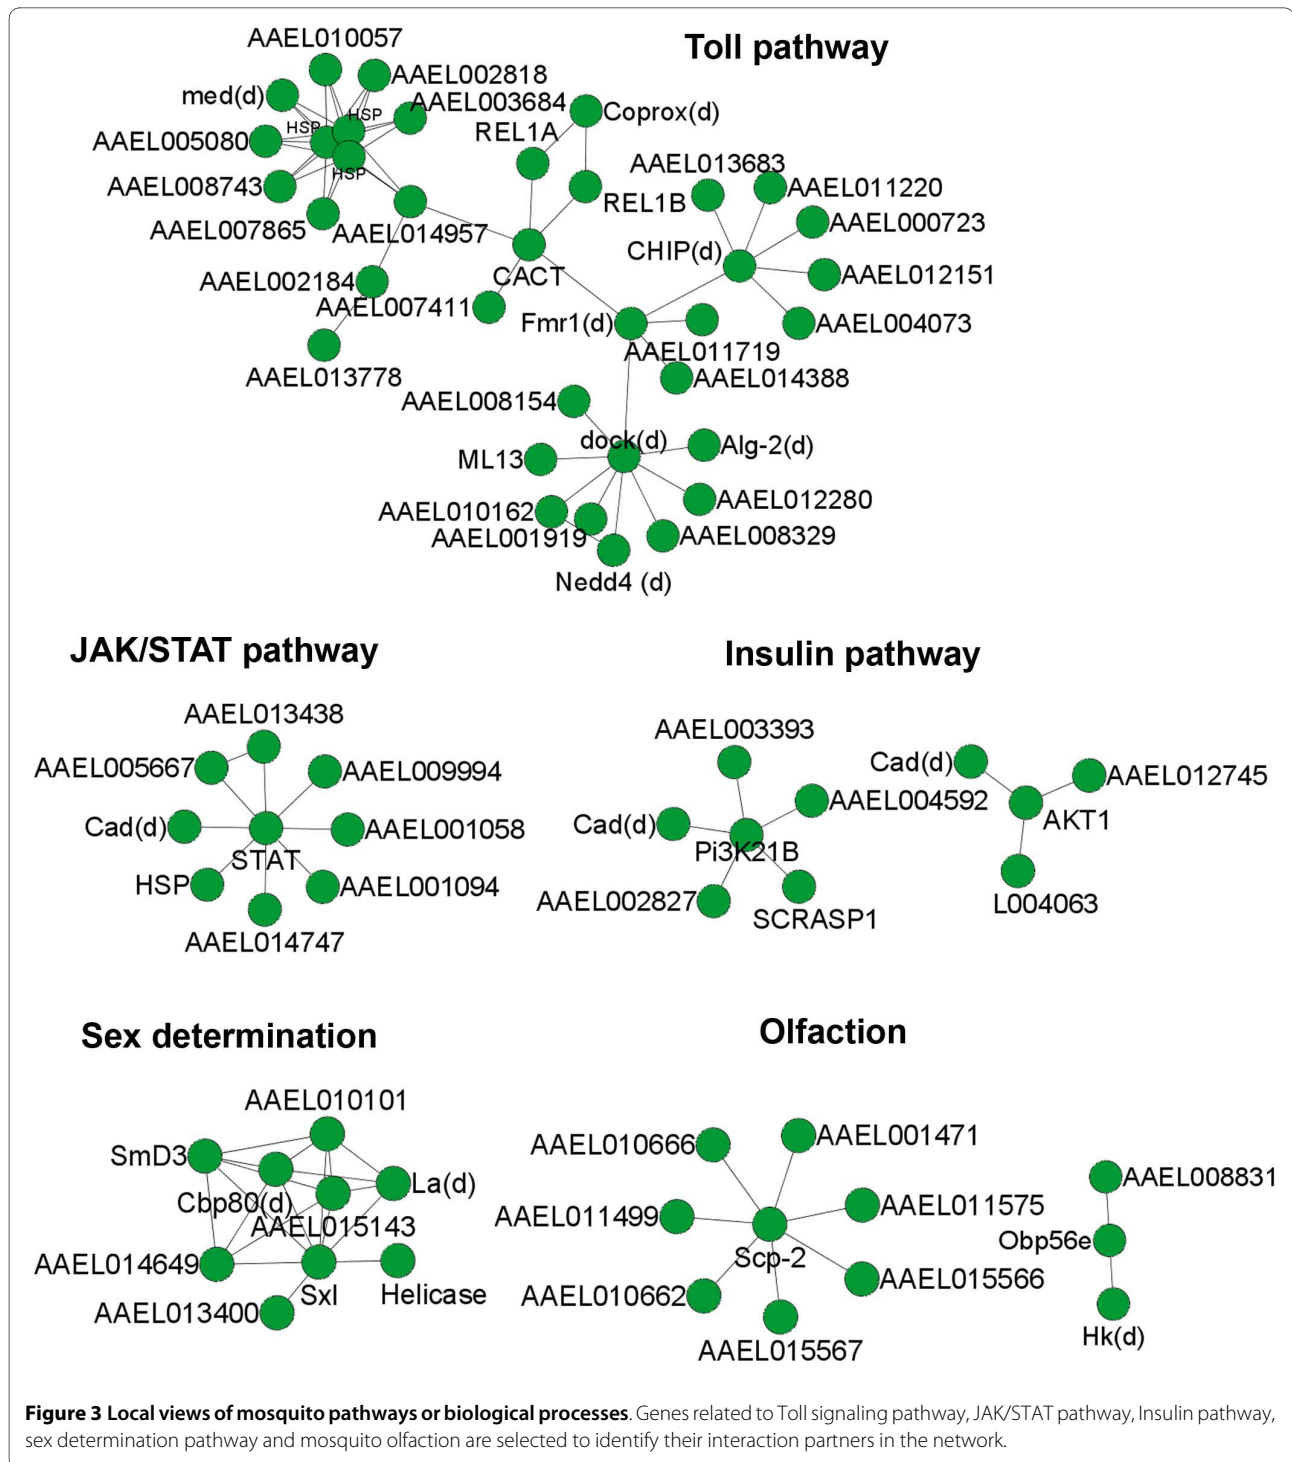 Toll pathway
AAEL010057
AAEL002818
med(d)
AAEL003684
HSP
HSP
HSP
Coprox(d)
REL1A
AAEL005080
AAEL013683
AAEL008743
AAEL011220
REL1B
AAEL007865
AAEL014957
AAEL000723
CHIP(d)
AAEL002184
CACT
AAEL012151
AAEL007411
Fmr1(d)
AAEL004073
AAEL011719
AAEL013778
AAEL014388
AAEL008154
dock(d)
Alg-2(d)
ML13
AAEL012280
AAEL010162
AAEL001919
AAEL008329
Nedd4 (d)
JAK/STAT pathway
AAEL013438
AAEL005667
AAEL009994
Cad(d)
AAEL001058
STAT
HSP
AAEL001094
AAEL014747
Insulin pathway
AAEL003393
Cad(d)
AAEL012745
AAEL004592
AKT1
Cad(d)
Pi3K21B
AAEL002827
SCRASP1
L004063
Sex determination
AAEL010101
SmD3
La(d)
Cbp80(d)
AAEL015143
AAEL014649
Sxl
Helicase
AAEL013400
Olfaction
AAEL010666
AAEL001471
AAEL008831
AAEL011499
AAEL011575
Obp56e
Scp-2
AAEL015566
AAEL010662
Hk(d)
AAEL015567
Figure 3 Local views of mosquito pathways or biological processes. Genes related to Toll signaling pathway, JAK/STAT pathway, Insulin pathway,
sex determination pathway and mosquito olfaction are selected to identify their interaction partners in the network.